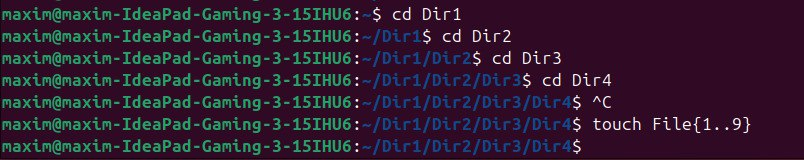 maxim@maxim-IdeaPad-Gaming-3-15IHU6:~$ cd Dir1
maxim@maxim-IdeaPad-Gaming-3-15IHU6:~/Dir1$ cd Dir2
maxim@maxim-IdeaPad-Gaming-3-15IHU6:~/Dir1/Dir2$ cd Dir3
maxim@maxim-IdeaPad-Gaming-3-15IHU6:~/Dir1/Dir2/Dir3$ cd Dir4
maxim@maxim-IdeaPad-Gaming-3-15IHU6:~/Dir1/Dir2/Dir3/Dir4$ ^C
maxim@maxim-IdeaPad-Gaming-3-15IHU6:~/Dir1/Dir2/Dir3/Dir4$ touch File{1..9}
maxim@maxim-IdeaPad-Gaming-3-15IHU6:~/Dir1/Dir2/Dir3/Dir4$